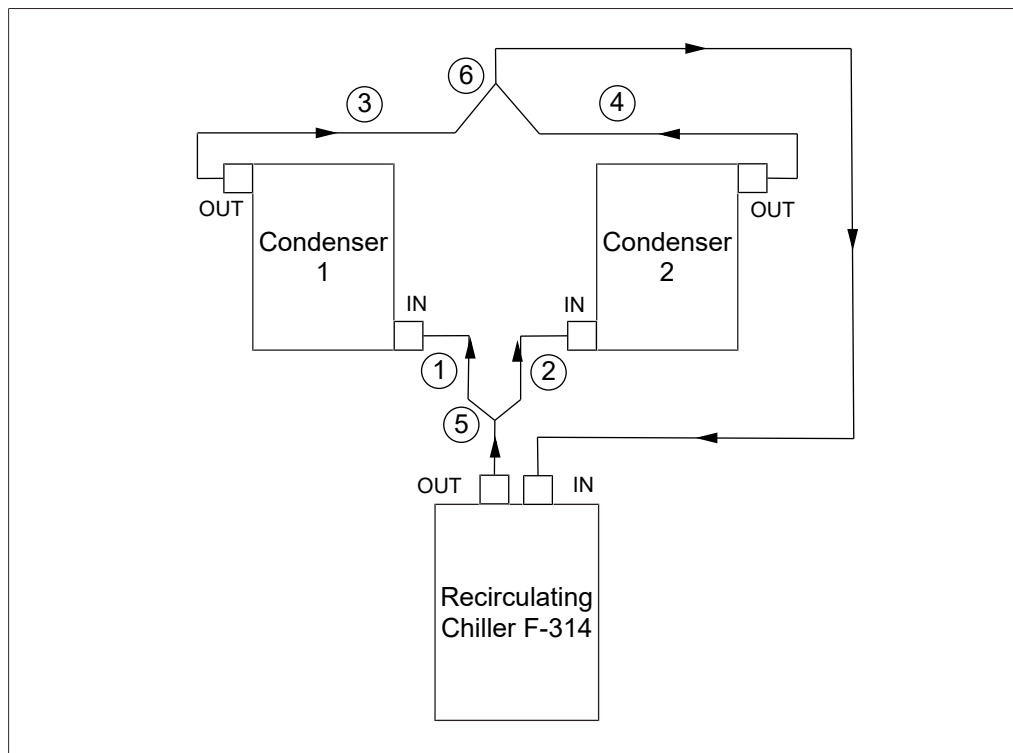 6
3
4
OUT
OUT
Condenser
1
Condenser
2
IN
IN
1
2
5
OUT
IN
Recirculating
Chiller F-314